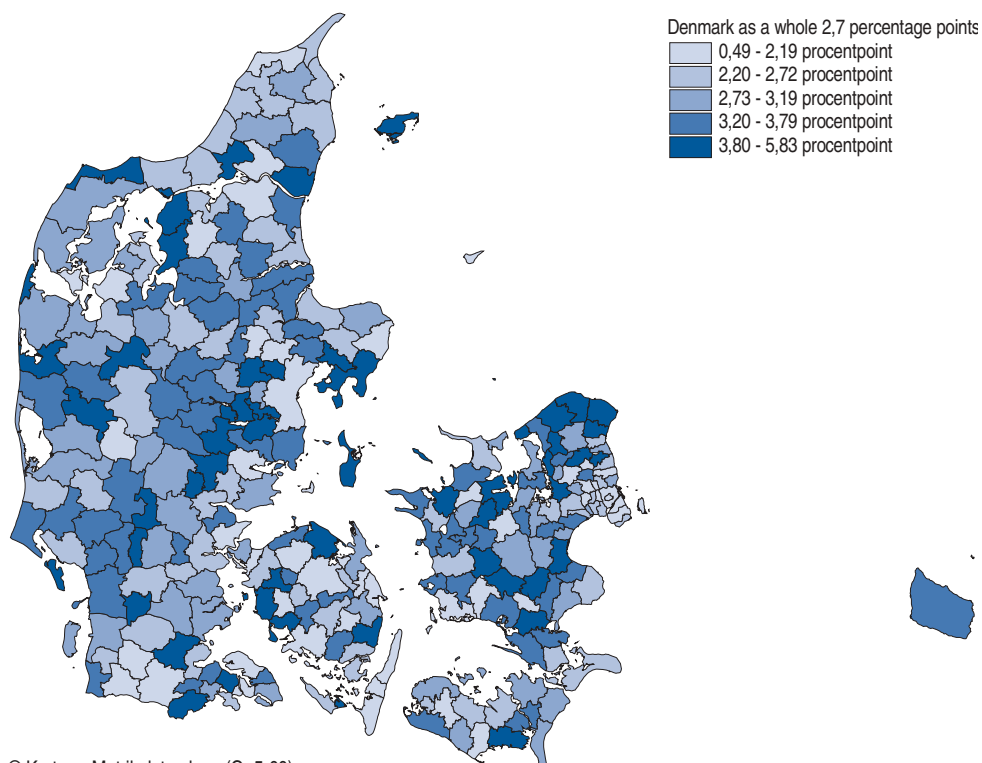 Denmark as a whole 2,7 percentage points
0,49 - 2,19 procentpoint
2,20 - 2,72 procentpoint
2,73 - 3,19 procentpoint
3,20 - 3,79 procentpoint
3,80 - 5,83 procentpoint